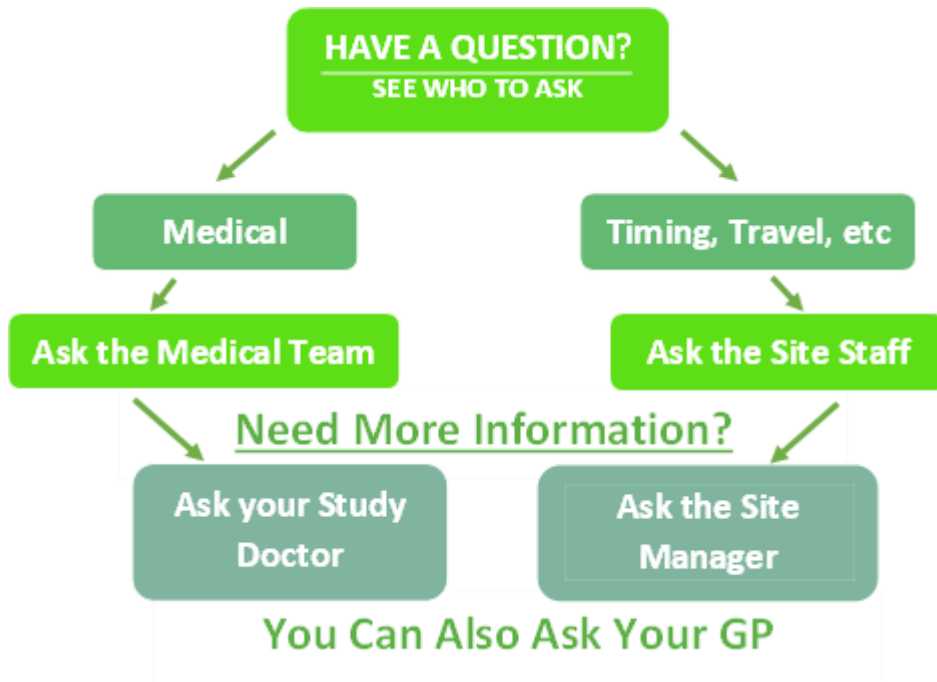 HAVE A QUESTION?
SEE WHO TO ASK
Medical
Timing, Travel, etc
Ask the Medical Team
Ask the Site Staff
Need More Information?
Ask your Study
Doctor
Ask the Site
Manager
You Can Also Ask Your GP